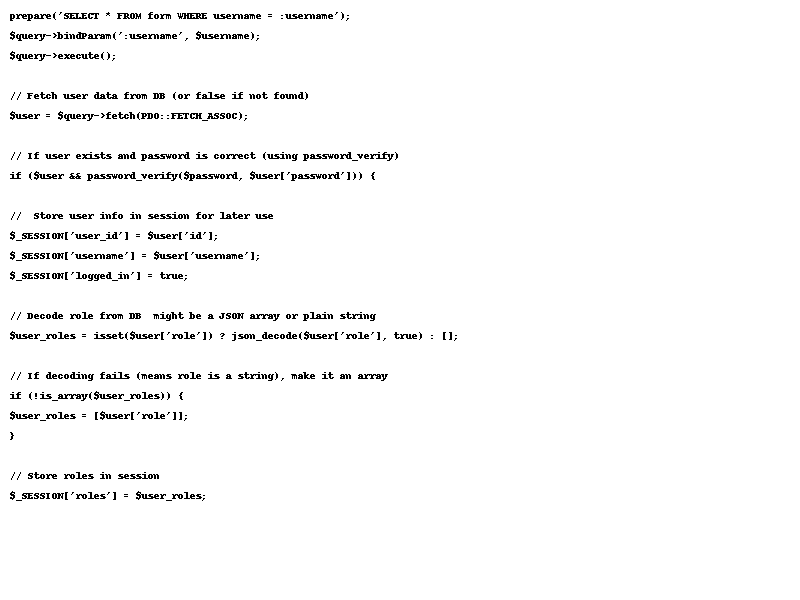 prepare('SELECT * FROM form WHERE username = :username');
$query->bindParam(':username', $username);
$query->execute();
// Fetch user data from DB (or false if not found)
$user = $query->fetch(PDO::FETCH_ASSOC);
// If user exists and password is correct (using password_verify)
if ($user && password_verify($password, $user['password'])) {
//  Store user info in session for later use
$_SESSION['user_id'] = $user['id'];
$_SESSION['username'] = $user['username'];
$_SESSION['logged_in'] = true;
// Decode role from DB  might be a JSON array or plain string
$user_roles = isset($user['role']) ? json_decode($user['role'], true) : [];
// If decoding fails (means role is a string), make it an array
if (!is_array($user_roles)) {
$user_roles = [$user['role']];
}
// Store roles in session
$_SESSION['roles'] = $user_roles;